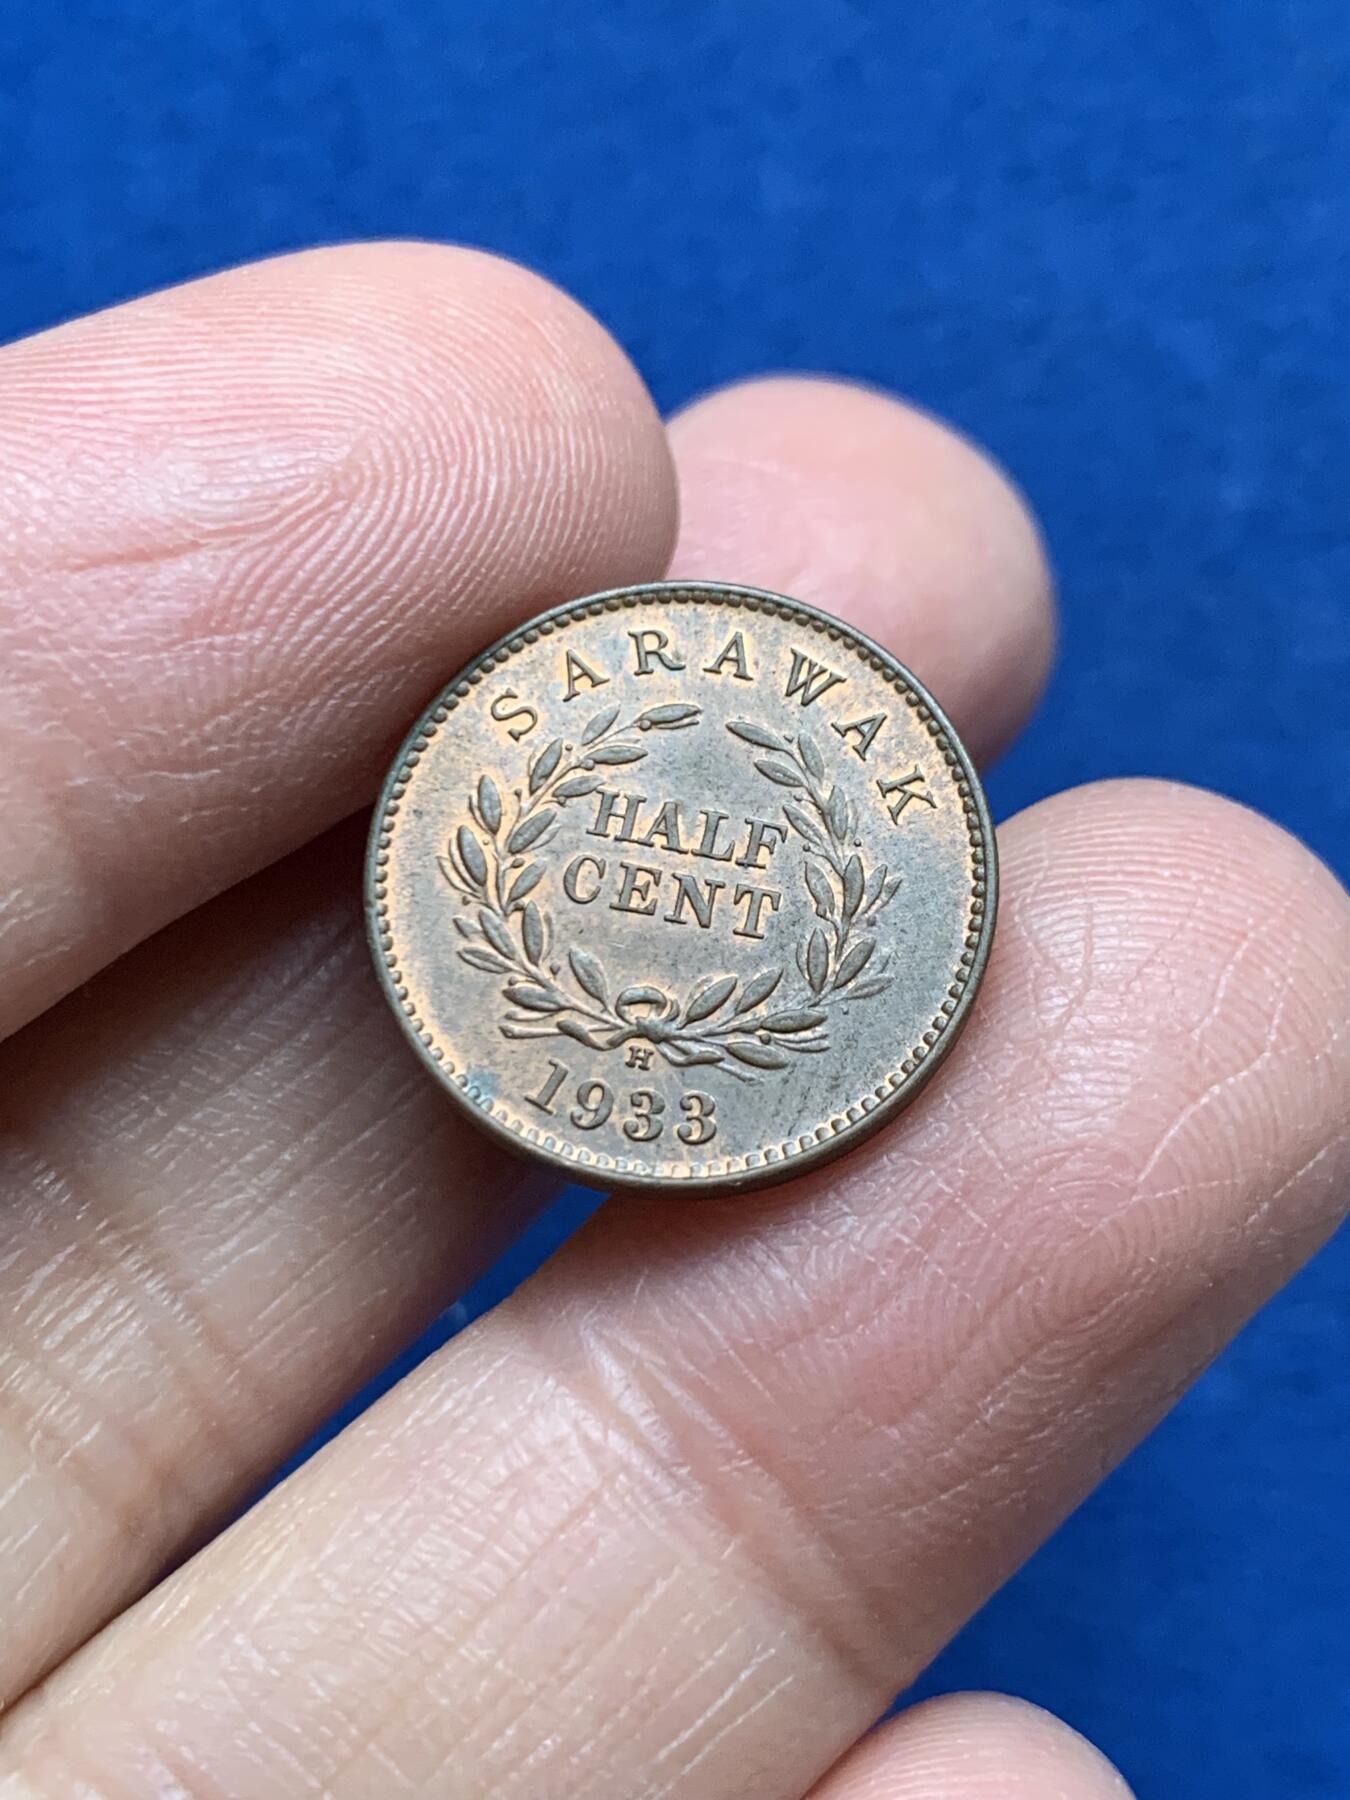 SARAWAK
HALF
CENT
H
1933